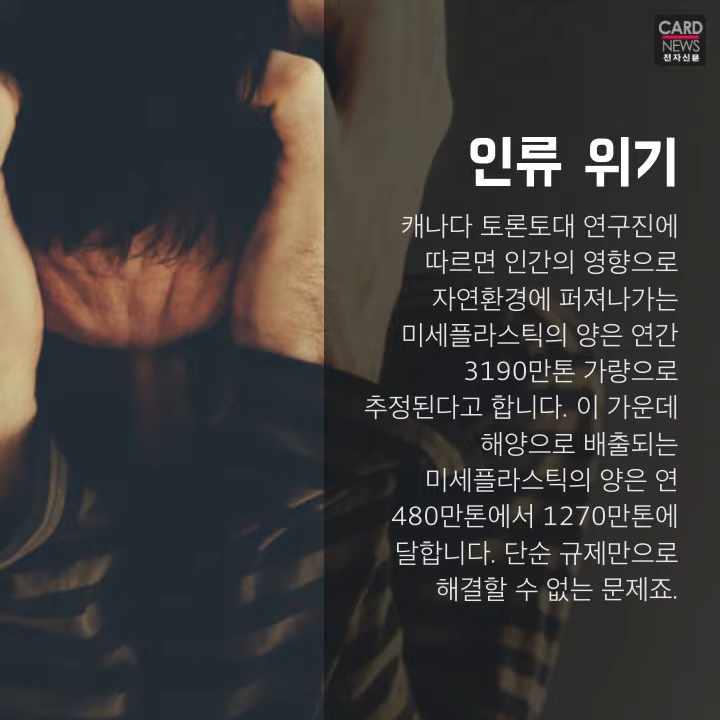 CARD
NEWS
전자신문
인류 위기
캐나다 토론토대 연구진에
따르면 인간의 영향으로
자연환경에 퍼져나가는
미세플라스틱의 양은 연간
3190만톤 가량으로
추정된다고 합니다. 이 가운데
해양으로 배출되는
미세플라스틱의 양은 연
480만톤에서 1270만톤에
달합니다. 단순 규제만으로
해결할 수 없는 문제죠.